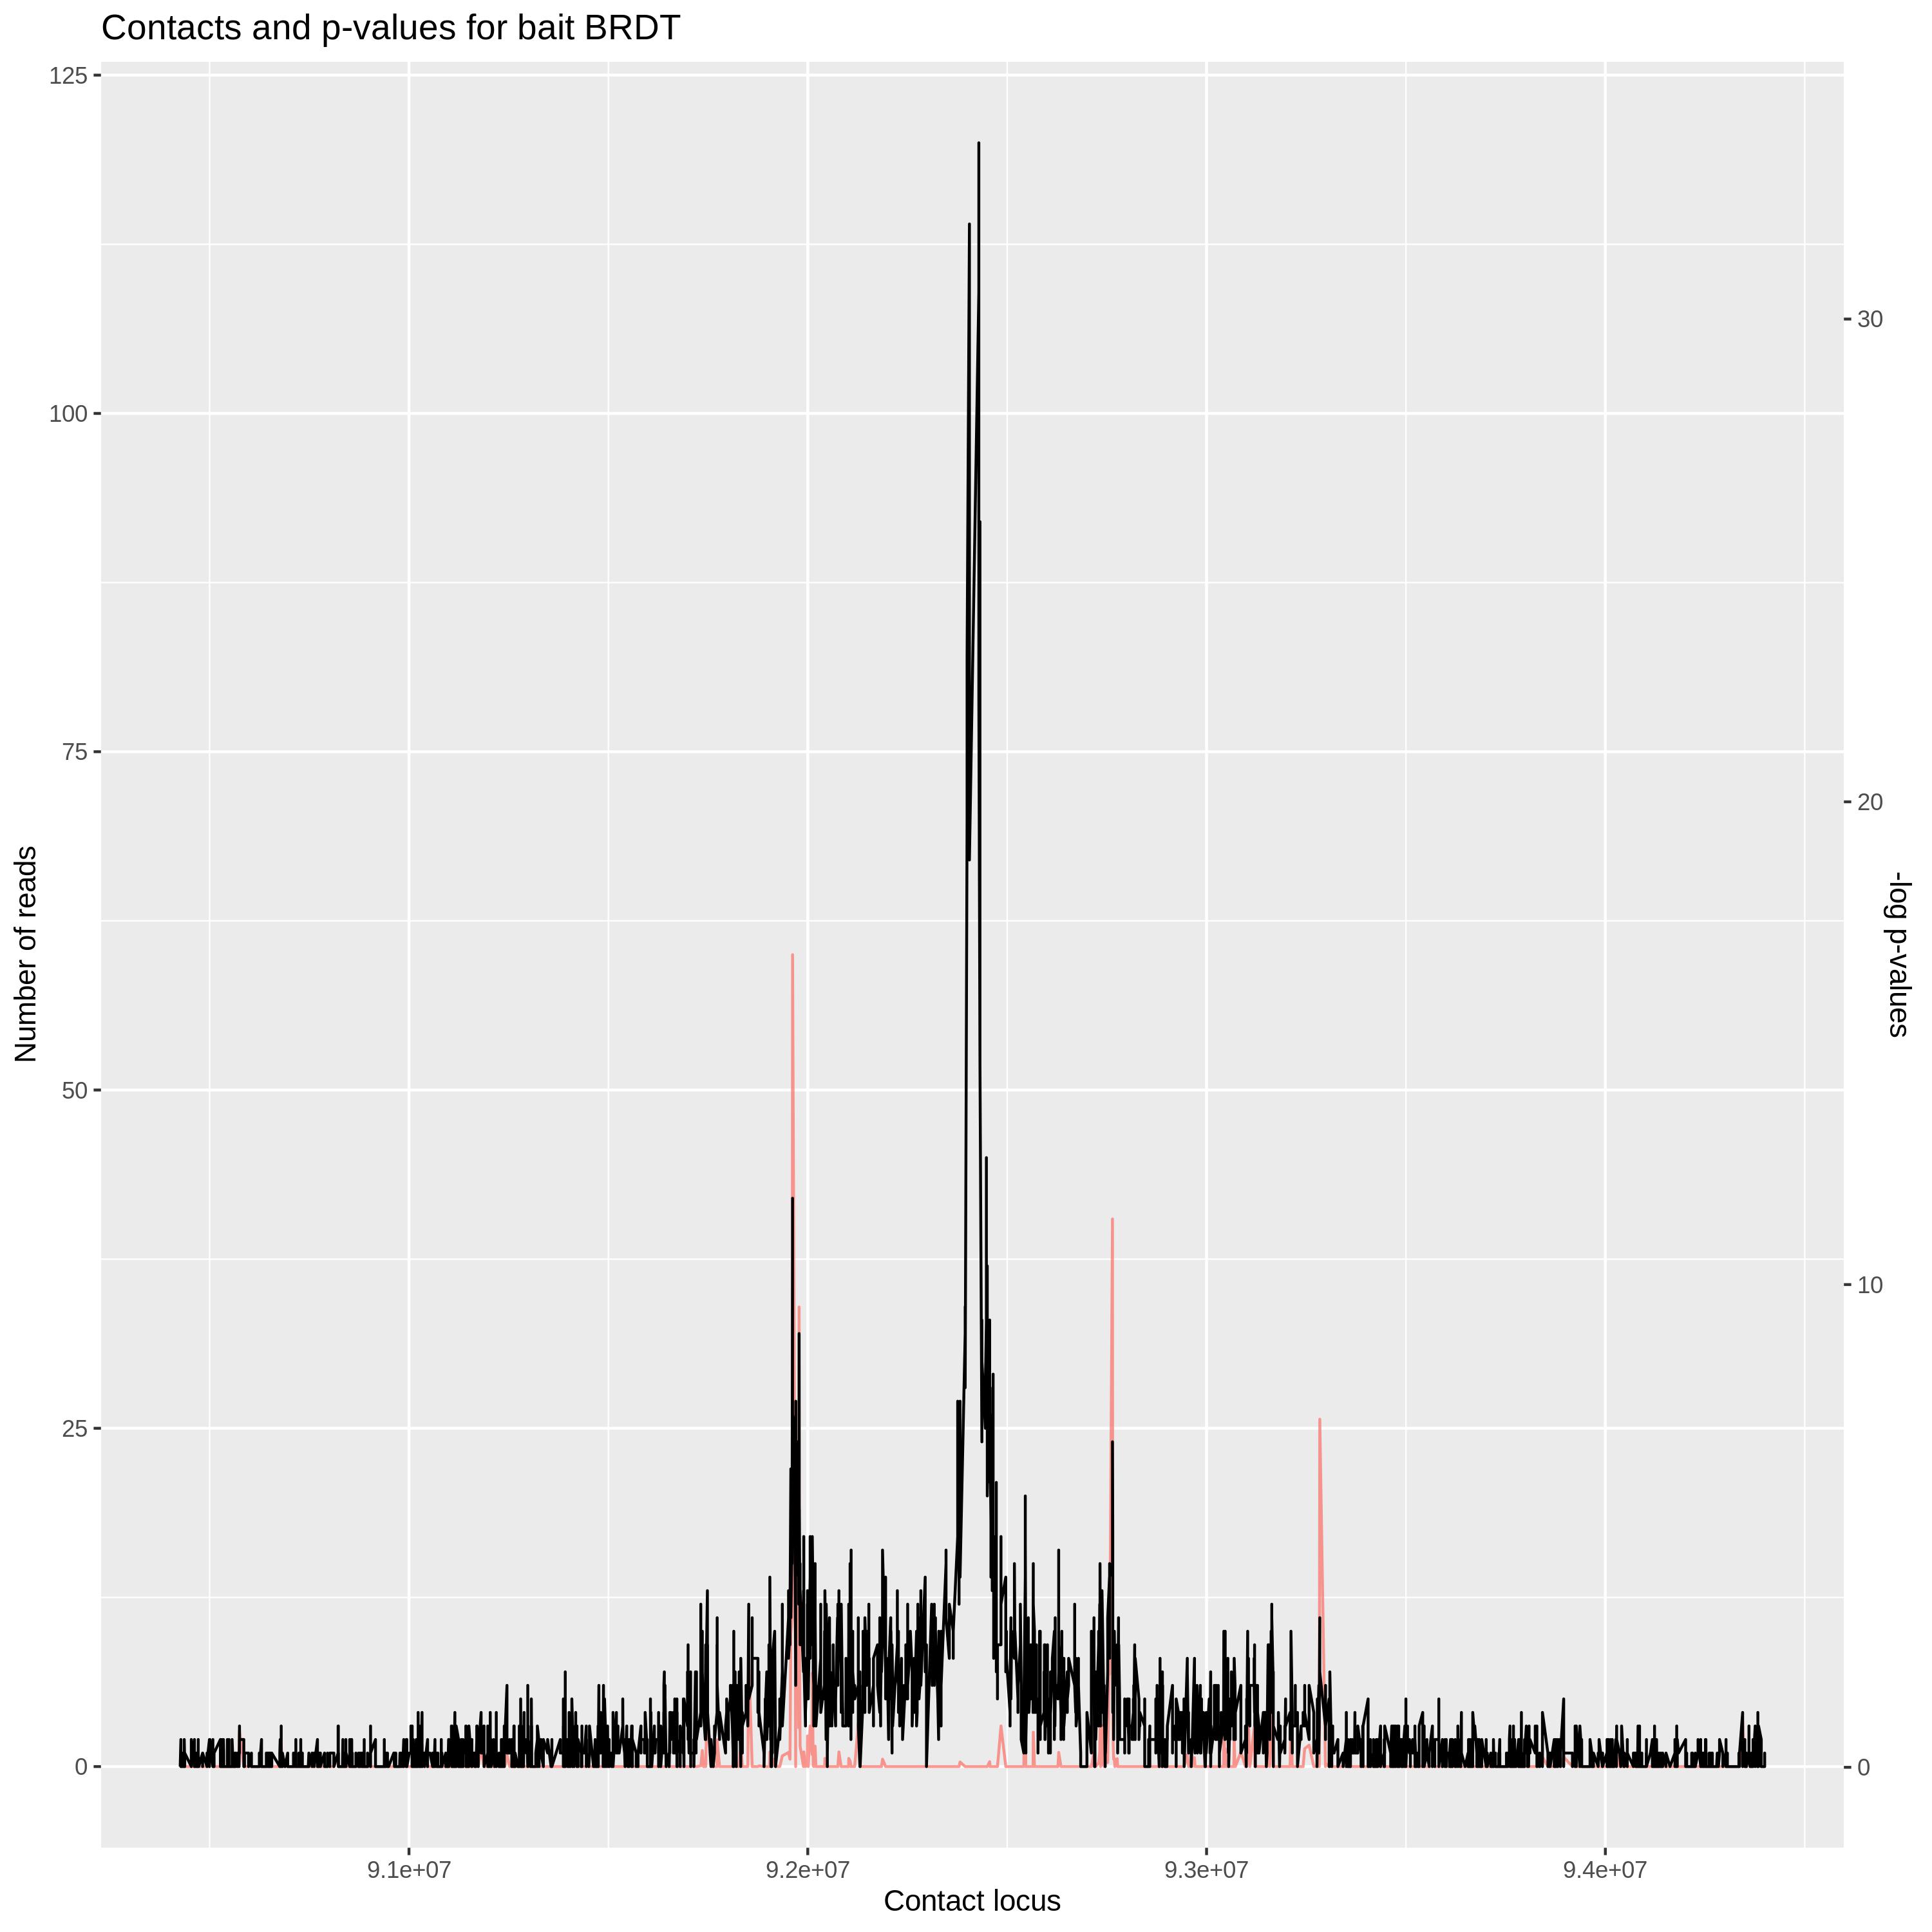 Contacts and p-values for bait BRDT
125
100
75
50
25
0
Number of reads
30
20
10
0
-log p-values
9.1e+07
9.2e+07
9.3e+07
9.4e+07
Contact locus